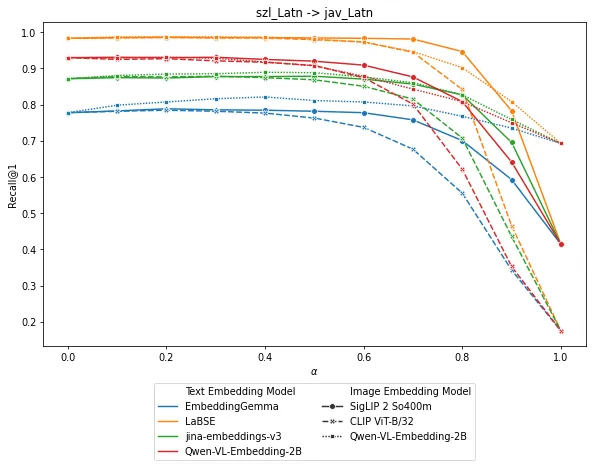 szl_Latn -> jav_Latn
Recall@1
1.0
0.9
0.8
0.7
0.6
0.5
0.4
0.3
0.2
0.0 0.2 0.4 0.6 0.8 1.0
α
Text Embedding Model Image Embedding Model
EmbeddingGemma SigLIP 2 So400m
LaBSE CLIP ViT-B/32
jina-embeddings-v3 Qwen-VL-Embedding-2B
Qwen-VL-Embedding-2B